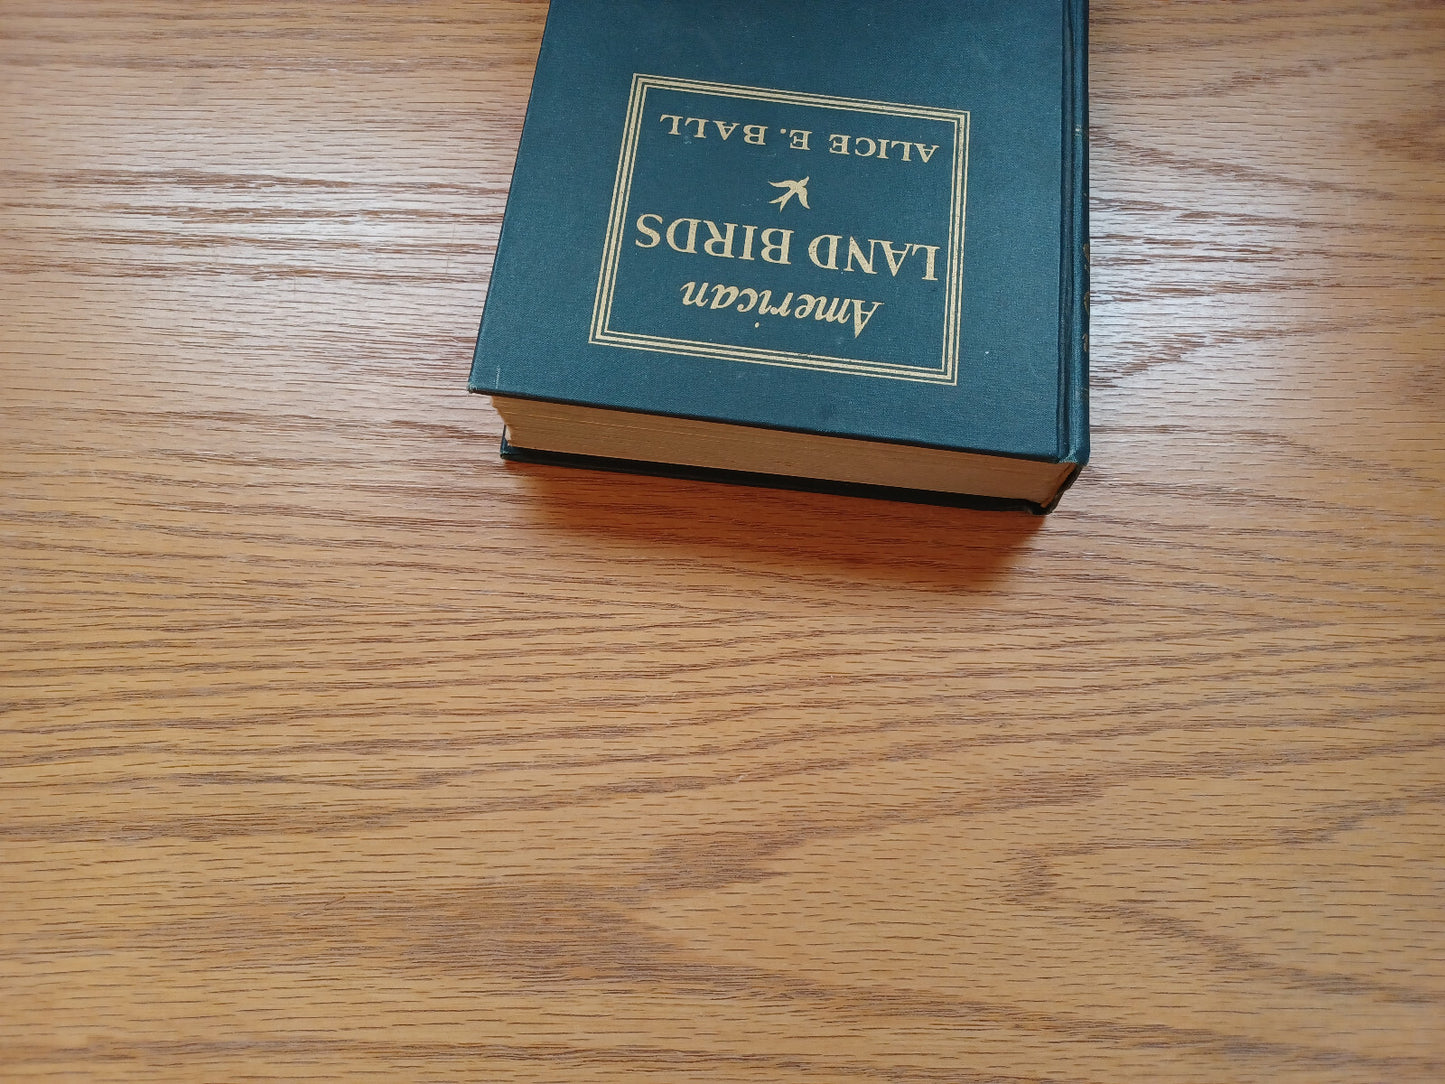 American
LAND BIRDS
ALICE E. BALL